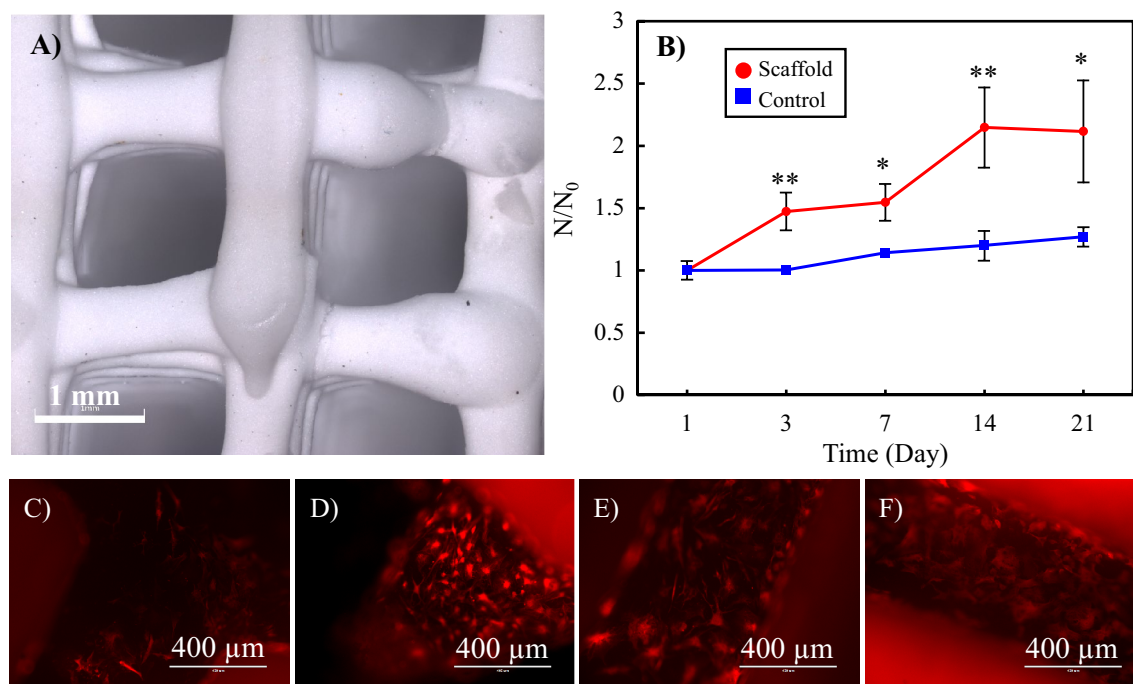 A)
1 mm
1mm
B)
Scaffold
Control
**
*
**
*
3
2.5
2
1.5
1
0.5
0
N/N₀
1
3
7
14
21
Time (Day)
C)
400 µm
D)
400 µm
E)
400 µm
F)
400 µm